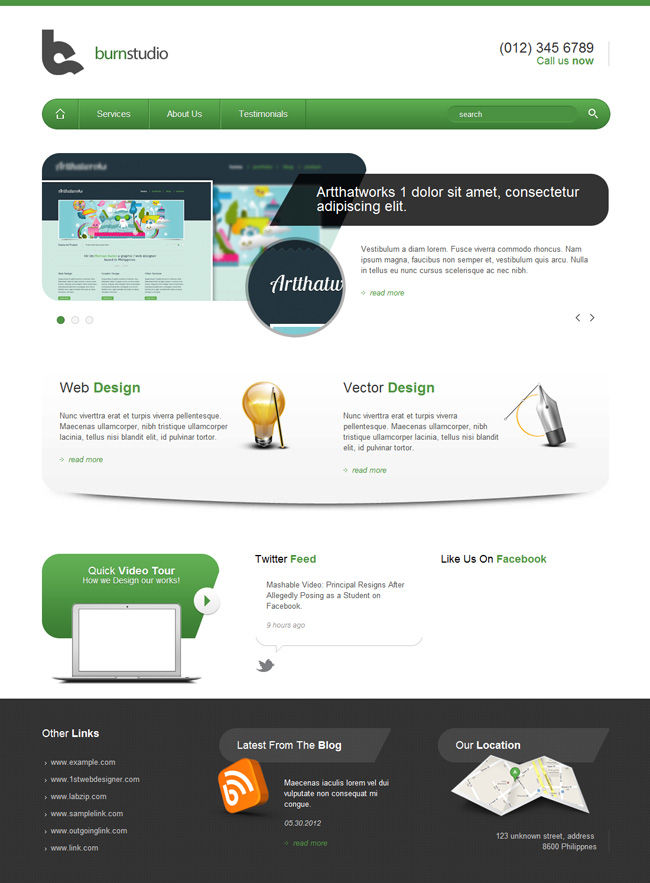 burnstudio
(012) 345 6789
Call us now
Services
About Us
Testimonials
search
Artthaworks
Artthatworks 1 dolor sit amet, consectetur
adipiscing elit.
Artthatw
Vestibulum a diam lorem. Fusce viverra commodo rhoncus. Nam
ipsum magna, faucibus non semper et, vestibulum quis arcu. Nulla
in tellus eu nunc cursus scelerisque ac nec nibh.
read more
Web Design
Nunc viverttra erat et turpis viverra pellentesque.
Maecenas ullamcorper, nibh tristique ullamcorper
lacinia, tellus nisi blandit elit, id pulvinar tortor.
read more
Vector Design
Nunc viverttra erat et turpis viverra
pellentesque. Maecenas ullamcorper, nibh
tristique ullamcorper lacinia, tellus nisi blandit
elit, id pulvinar tortor.
read more
Quick Video Tour
How we Design our works!
Twitter Feed
Mashable Video: Principal Resigns After
Allegedly Posing as a Student on
Facebook.
9 hours ago
Like Us On Facebook
Other Links
www.example.com
www.1stwebdesigner.com
www.labzip.com
www.samplelink.com
www.outgoinglink.com
www.link.com
Latest From The Blog
Maecenas iaculis lorem vel dui
vulputate non consequat mi
congue.
05.30.2012
read more
Our Location
123 unknown street, address
8600 Philippnes